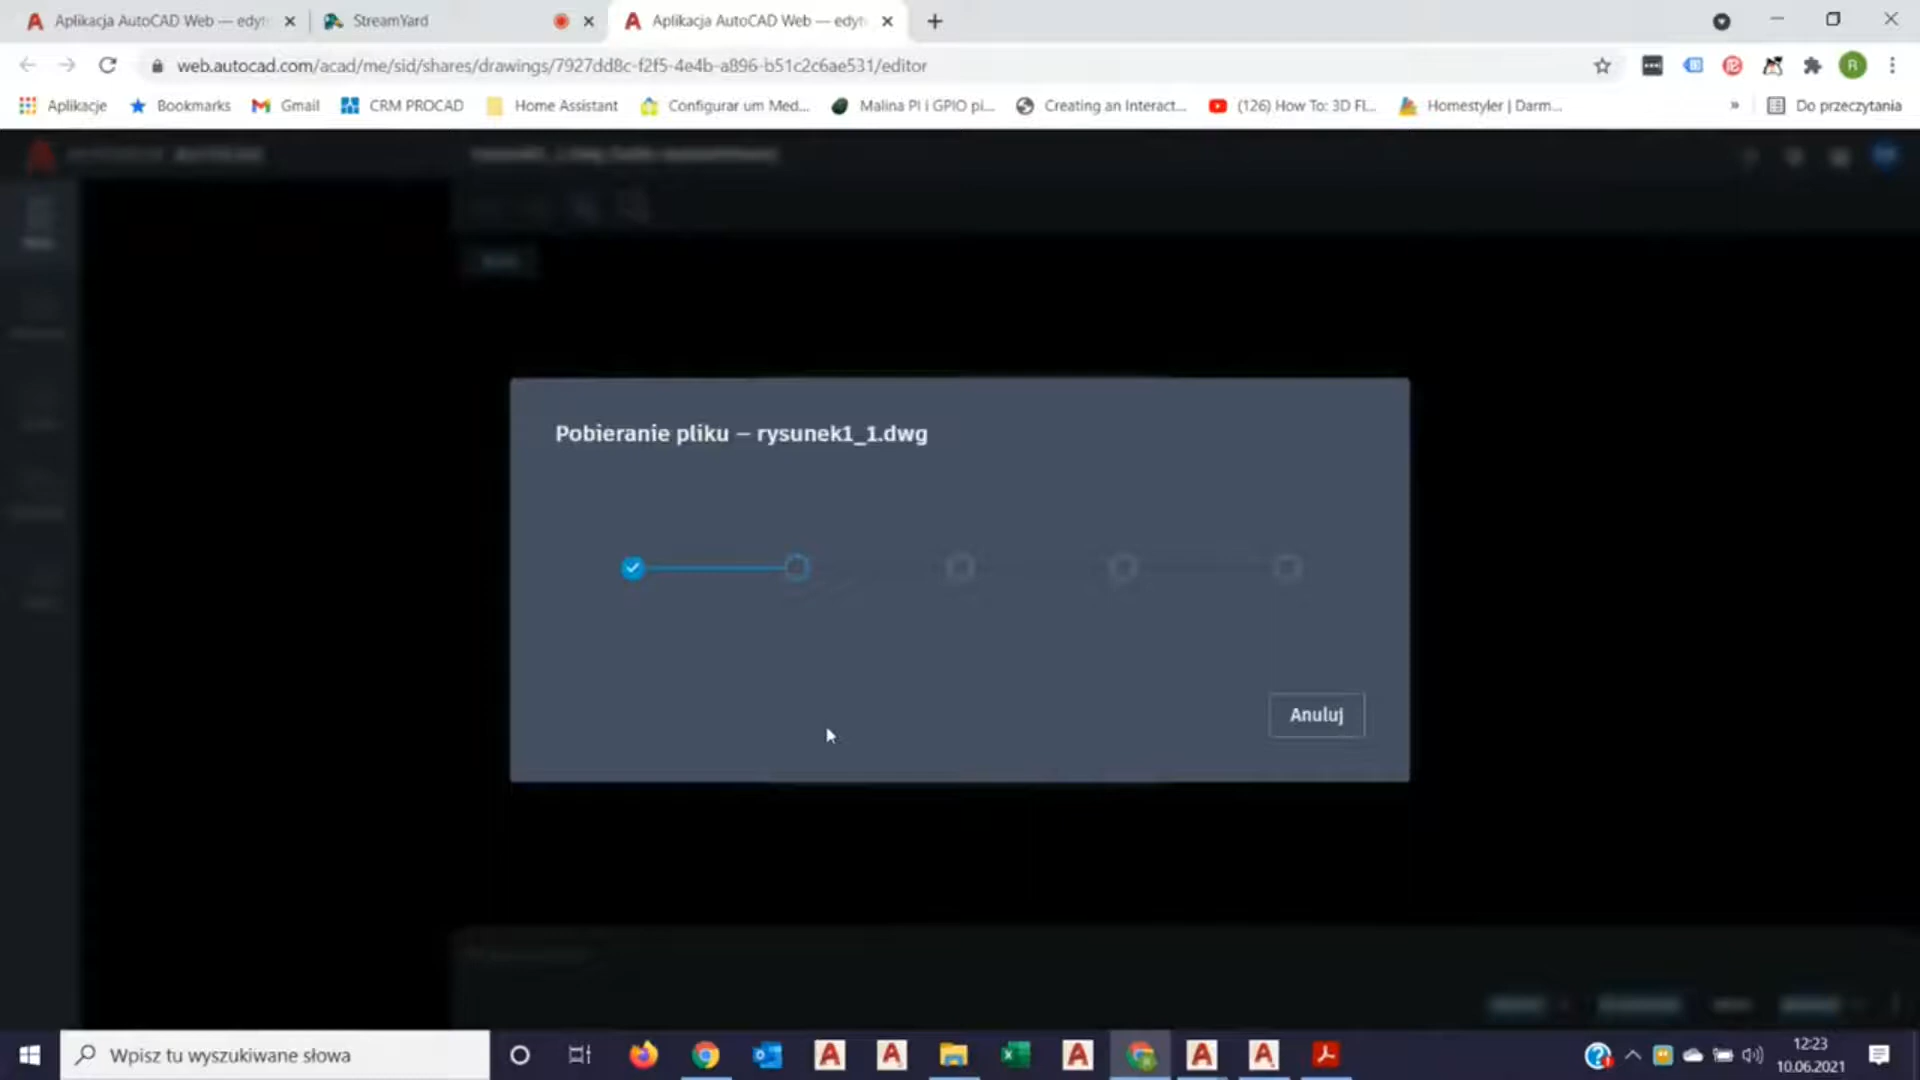 Aplikacja AutoCAD Web — edyt
StreamYard
Aplikacja AutoCAD Web — edyt
web.autocad.com/acad/me/sid/shares/drawings/7927dd8c-f2f5-4e4b-a896-b51c2c6ae531/editor
R
Aplikacje
Bookmarks
Gmail
CRM PROCAD
Home Assistant
Configurar um Med...
Malina PI i GPIO pi...
Creating an Interact...
(126) How To: 3D Fl...
Homestyler | Darm...
»
Do przeczytania
Pobieranie pliku – rysunek1_1.dwg
Anuluj
Wpisz tu wyszukiwane słowa
12:23
10.06.2021